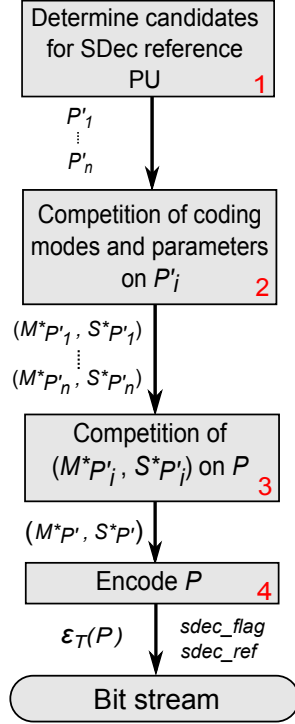 Determine candidates
for SDec reference
PU
1
P'1
P'n
Competition of coding
modes and parameters
on P'i
2
(M*P'1 , S*P'1)
(M*P'n , S*P'n)
Competition of
(M*P'i , S*P'i) on P
3
(M*P' , S*P')
Encode P
4
εT(P) sdec_flag
sdec_ref
Bit stream